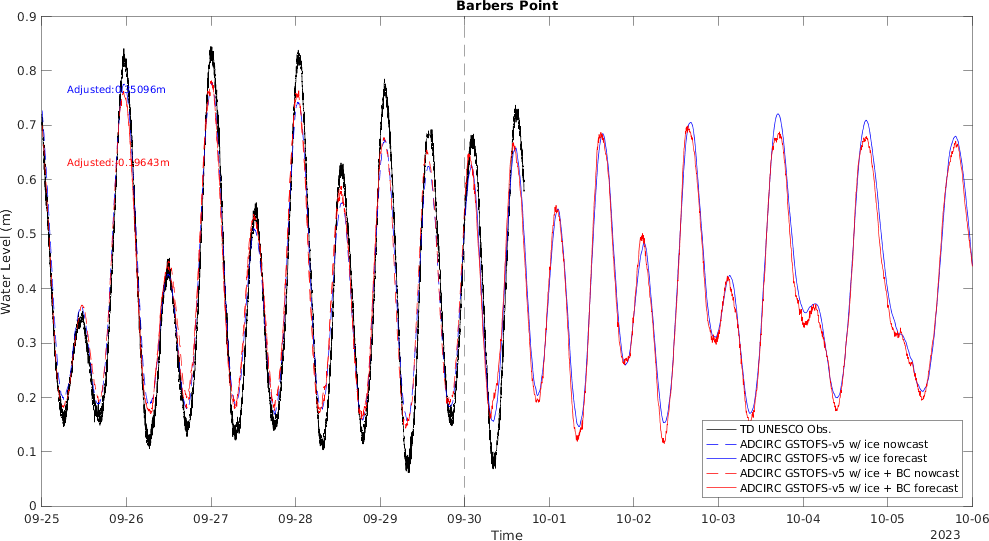 Barbers Point
0.9
0.8
0.7
0.6
0.5
0.4
0.3
0.2
0.1
0
Water Level (m)
Adjusted:0.35096m
Adjusted:-0.39643m
TD UNESCO Obs.
ADCIRC GSTOFS-v5 w/ ice nowcast
ADCIRC GSTOFS-v5 w/ ice forecast
ADCIRC GSTOFS-v5 w/ ice + BC nowcast
ADCIRC GSTOFS-v5 w/ ice + BC forecast
09-25 09-26 09-27 09-28 09-29 09-30 10-01 10-02 10-03 10-04 10-05 10-06
Time
2023